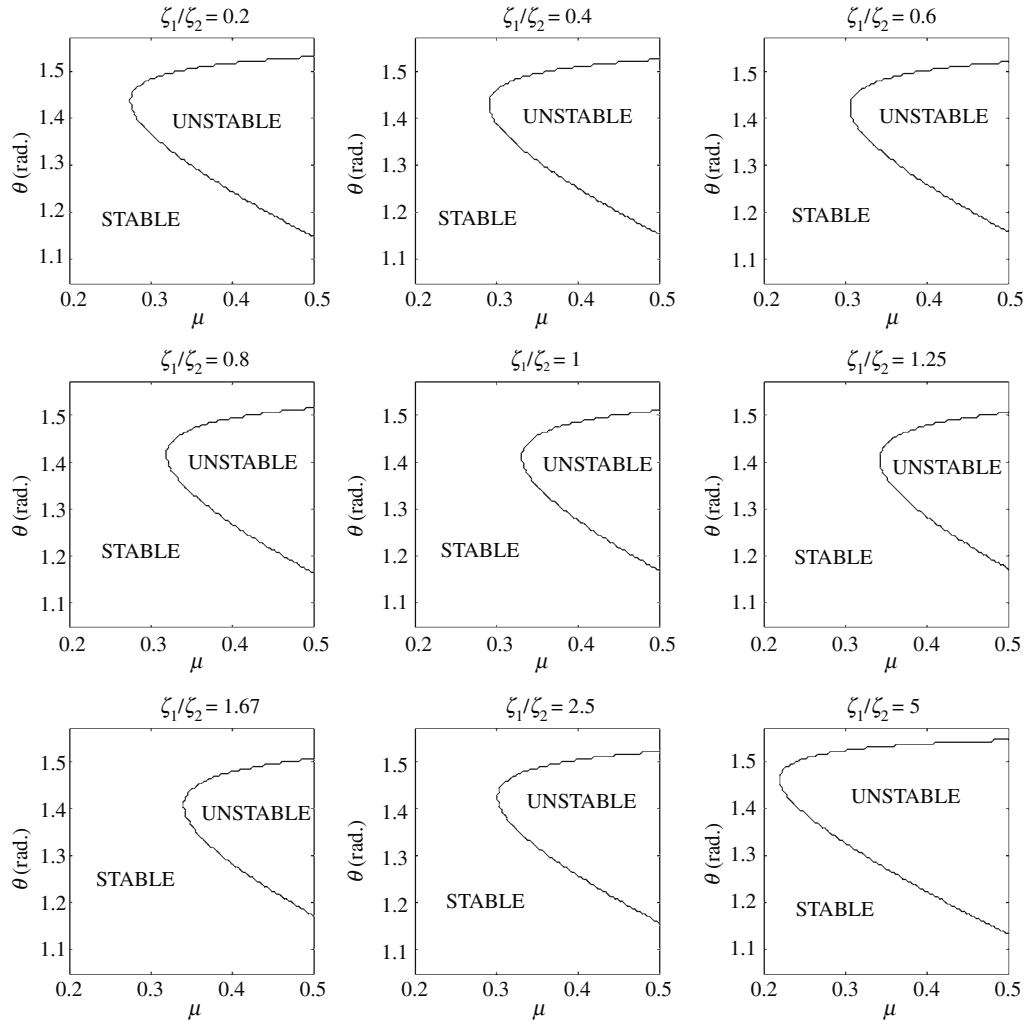 ζ₁/ζ₂ = 0.2
1.5
1.4
1.3
1.2
1.1
θ (rad.)
UNSTABLE
STABLE
0.2 0.3 0.4 0.5
μ
ζ₁/ζ₂ = 0.4
1.5
1.4
1.3
1.2
1.1
θ (rad.)
UNSTABLE
STABLE
0.2 0.3 0.4 0.5
μ
ζ₁/ζ₂ = 0.6
1.5
1.4
1.3
1.2
1.1
θ (rad.)
UNSTABLE
STABLE
0.2 0.3 0.4 0.5
μ
ζ₁/ζ₂ = 0.8
1.5
1.4
1.3
1.2
1.1
θ (rad.)
UNSTABLE
STABLE
0.2 0.3 0.4 0.5
μ
ζ₁/ζ₂ = 1
1.5
1.4
1.3
1.2
1.1
θ (rad.)
UNSTABLE
STABLE
0.2 0.3 0.4 0.5
μ
ζ₁/ζ₂ = 1.25
1.5
1.4
1.3
1.2
1.1
θ (rad.)
UNSTABLE
STABLE
0.2 0.3 0.4 0.5
μ
ζ₁/ζ₂ = 1.67
1.5
1.4
1.3
1.2
1.1
θ (rad.)
UNSTABLE
STABLE
0.2 0.3 0.4 0.5
μ
ζ₁/ζ₂ = 2.5
1.5
1.4
1.3
1.2
1.1
θ (rad.)
UNSTABLE
STABLE
0.2 0.3 0.4 0.5
μ
ζ₁/ζ₂ = 5
1.5
1.4
1.3
1.2
1.1
θ (rad.)
UNSTABLE
STABLE
0.2 0.3 0.4 0.5
μ